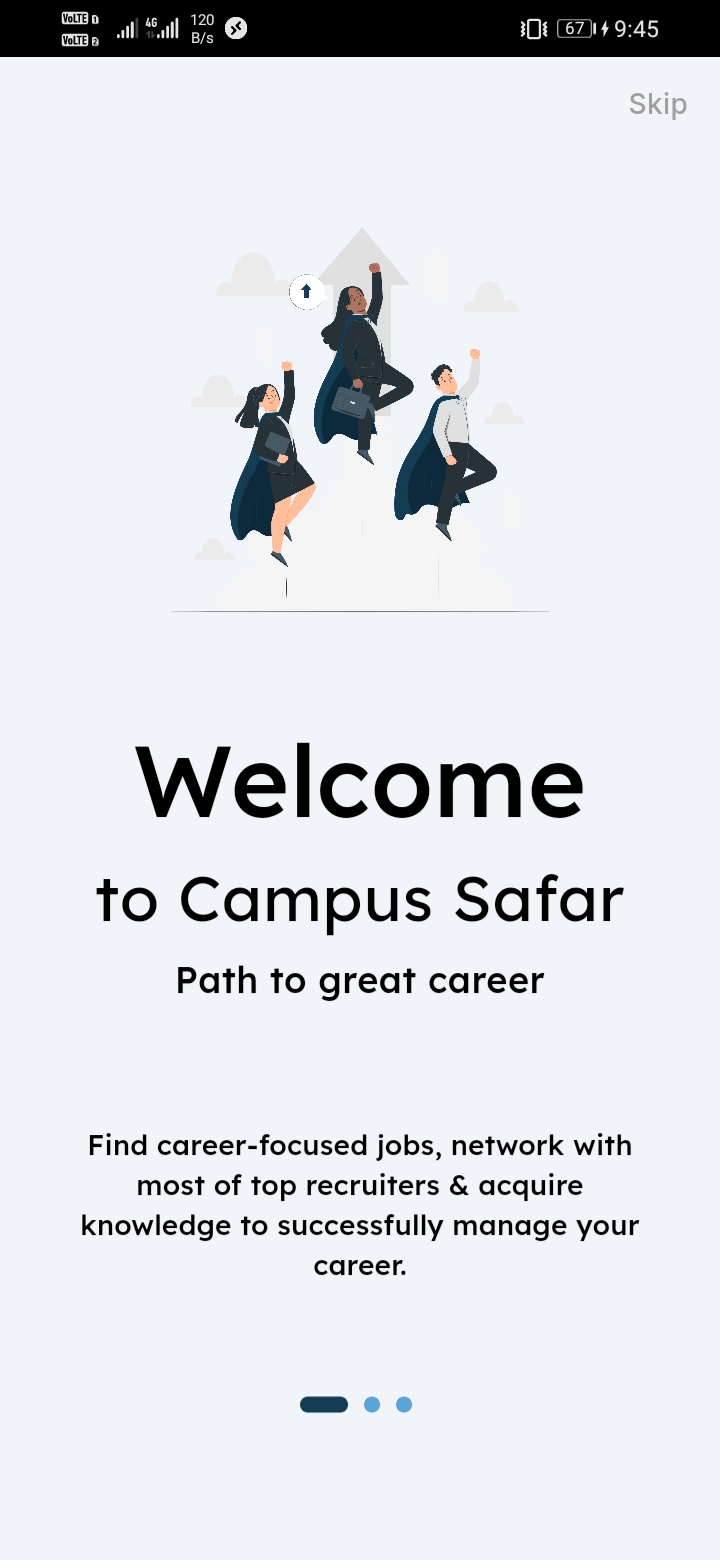 VoLTE 1
VoLTE 2
4G
120
B/s
67
9:45
Skip
Welcome
to Campus Safar
Path to great career
Find career-focused jobs, network with
most of top recruiters & acquire
knowledge to successfully manage your
career.